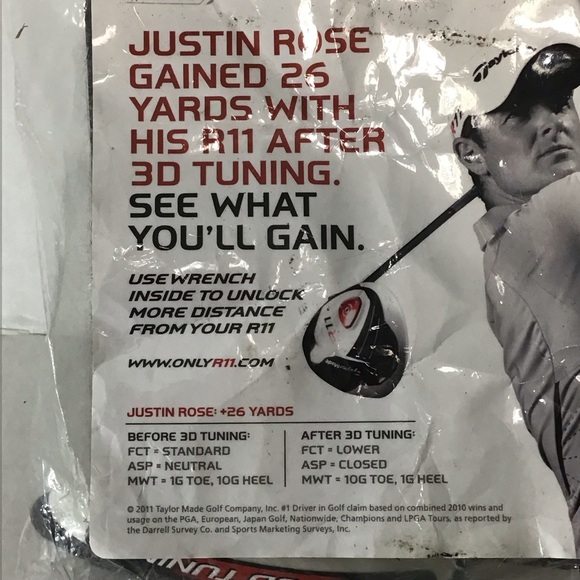 JUSTIN ROSE
GAINED 26
YARDS WITH
HIS R11 AFTER
3D TUNING.
SEE WHAT
YOU'LL GAIN.
USE WRENCH
INSIDE TO UNLOCK
MORE DISTANCE
FROM YOUR R11
WWW.ONLYR11.COM
JUSTIN ROSE: +26 YARDS
BEFORE 3D TUNING:
FCT = STANDARD
ASP = NEUTRAL
MWT = 1G TOE, 10G HEEL
AFTER 3D TUNING:
FCT = LOWER
ASP = CLOSED
MWT = 10G TOE, 1G HEEL
© 2011 Taylor Made Golf Company, Inc. #1 Driver in Golf claim based on combined 2010 wins and
usage on the PGA, European, Japan Golf, Nationwide, Champions and LPGA Tours, as reported by
the Darrell Survey Co. and Sports Marketing Surveys, Inc.